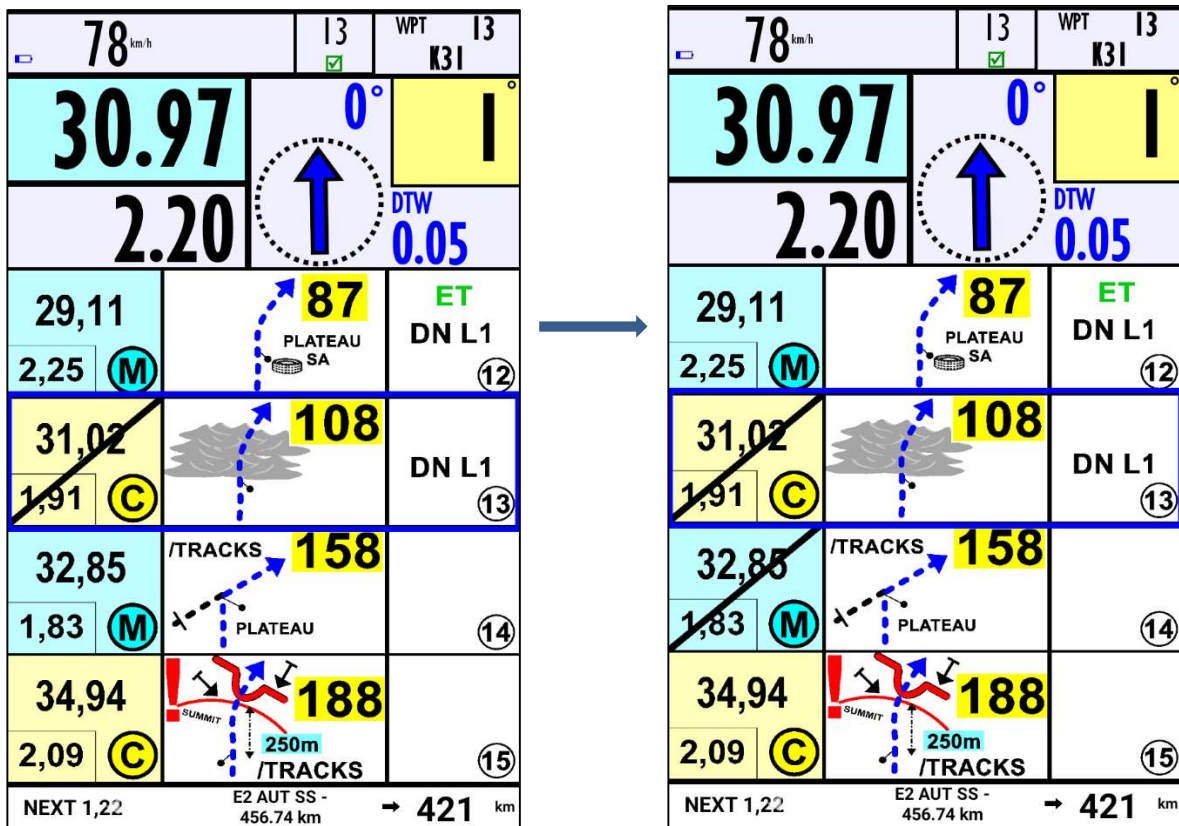 78 km/h
13
WPT 13
K31
30.97
0°
1°
2.20
DTW
0.05
29,11
2,25
M
87
PLATEAU
SA
ET
DN L1
12
31,02
1,91
C
108
DN L1
13
32,85
1,83
M
/TRACKS
158
PLATEAU
14
34,94
2,09
C
SUMMIT
188
250m
/TRACKS
15
NEXT 1,22
E2 AUT SS -
456.74 km
421 km
78 km/h
13
WPT 13
K31
30.97
0°
1°
2.20
DTW
0.05
29,11
2,25
M
87
PLATEAU
SA
ET
DN L1
12
31,02
1,91
C
108
DN L1
13
32,85
1,83
M
/TRACKS
158
PLATEAU
14
34,94
2,09
C
SUMMIT
188
250m
/TRACKS
15
NEXT 1,22
E2 AUT SS -
456.74 km
421 km